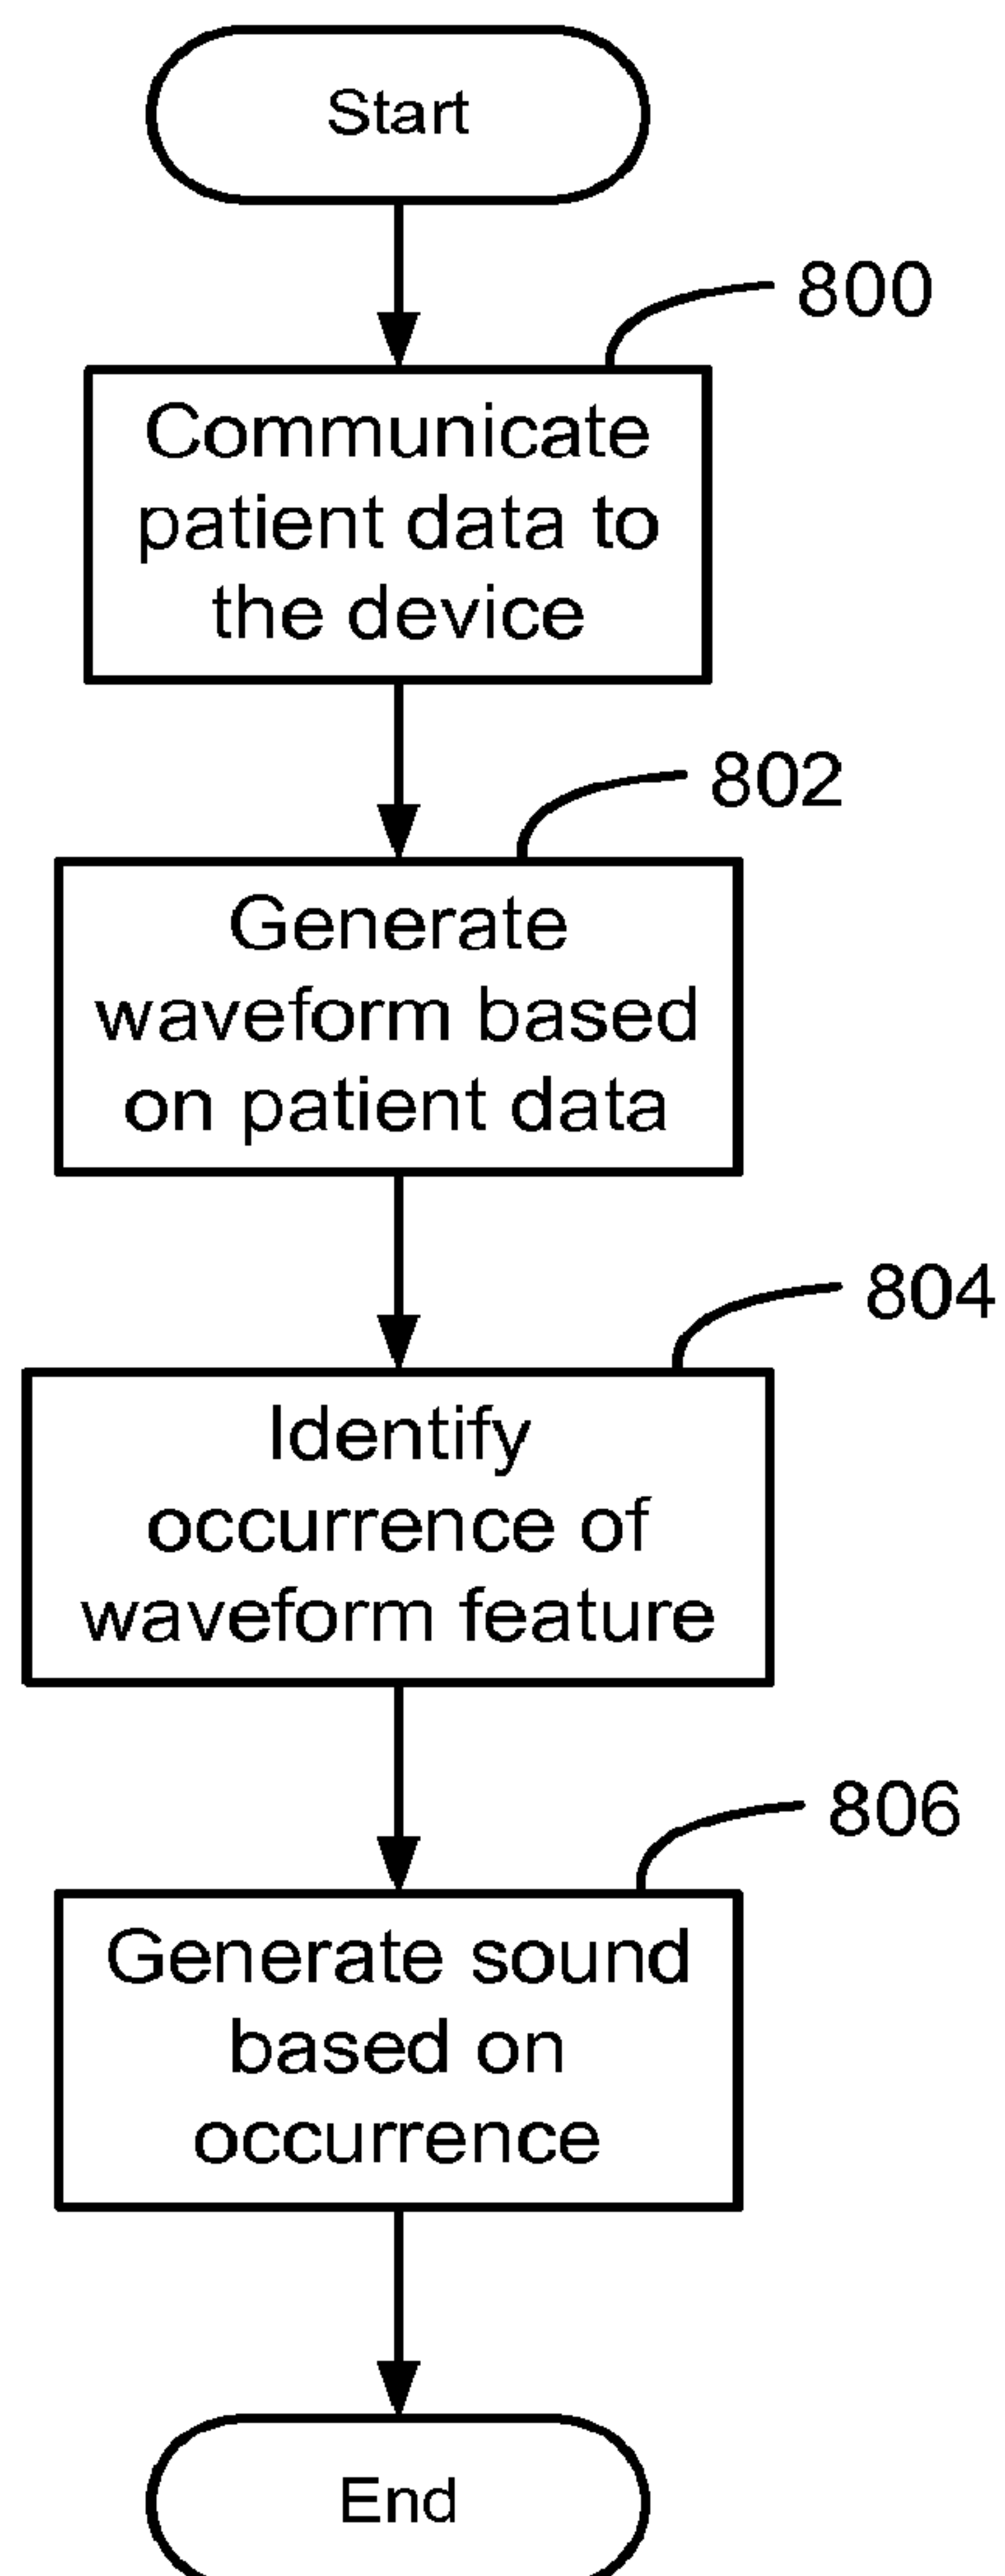 Start
800
Communicate
patient data to
the device
802
Generate
waveform based
on patient data
804
Identify
occurrence of
waveform feature
806
Generate sound
based on
occurrence
End